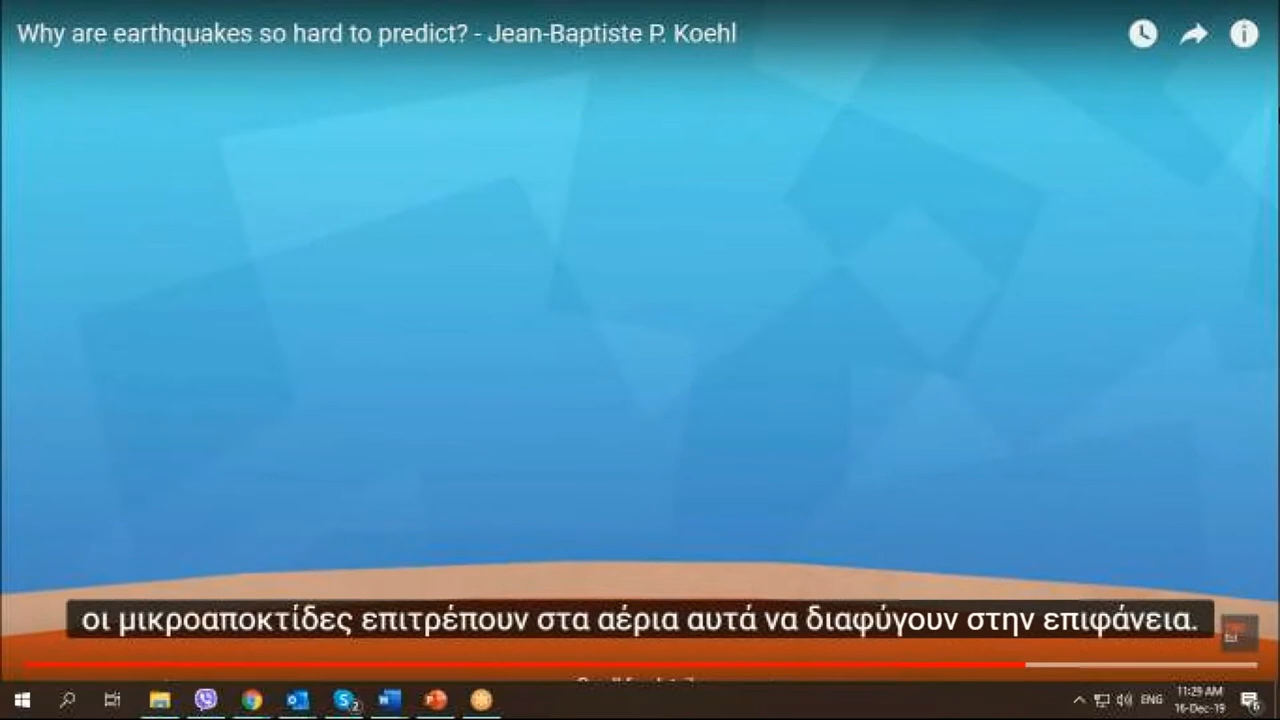 Why are earthquakes so hard to predict? - Jean-Baptiste P. Koehl
οι μικροαποκτίδες επιτρέπουν στα αέρια αυτά να διαφύγουν στην επιφάνεια.
ENG
11:29 AM
16-Dec-19